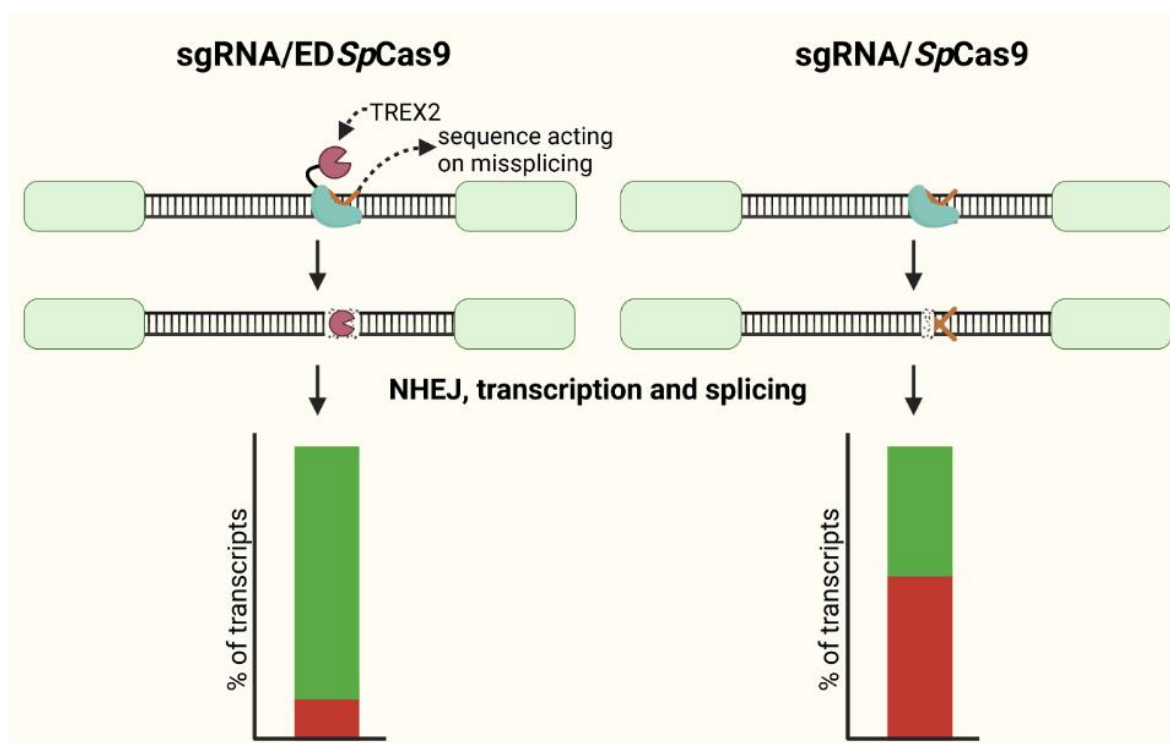 sgRNA/EDSpCas9
sgRNA/SpCas9
TREX2
sequence acting
on missplicing
NHEJ, transcription and splicing
% of transcripts
% of transcripts